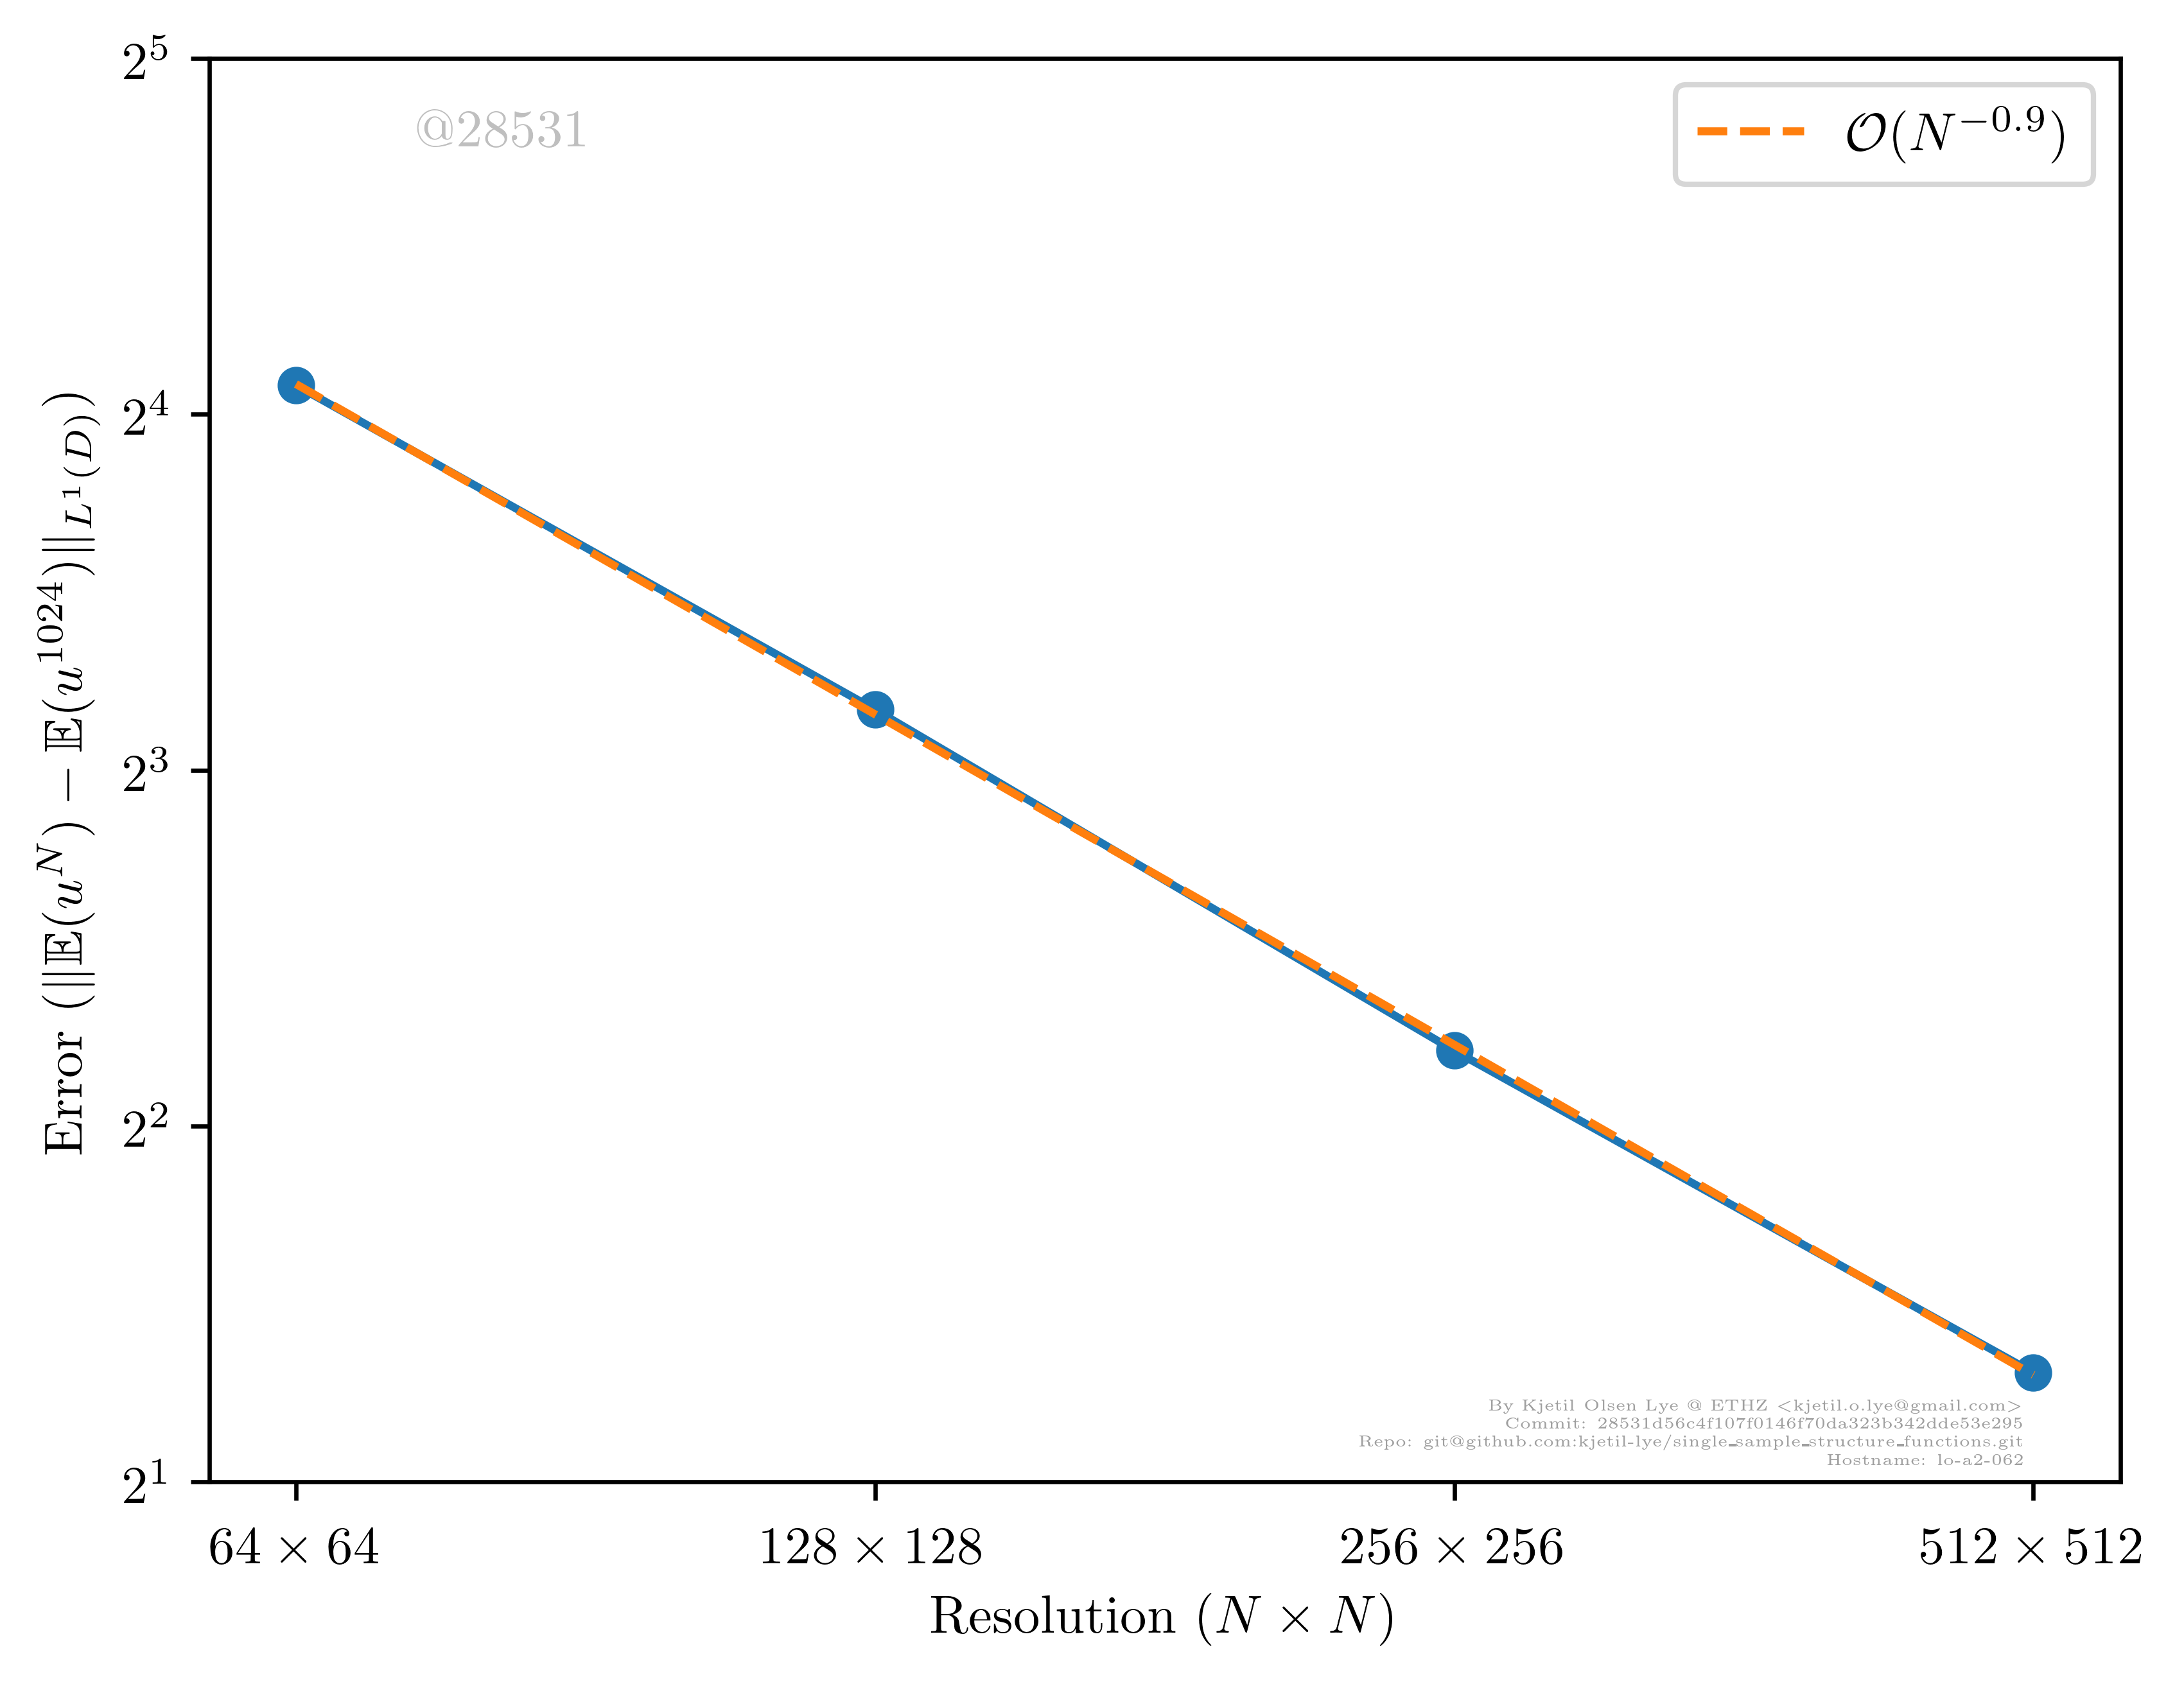 2^5
@28531
𝒪(N^{-0.9})
2^4
2^3
2^2
2^1
Error (||𝔼(u^N) − 𝔼(u^{1024})||_{L^1(D)})
By Kjetil Olsen Lye @ ETHZ <kjetil.o.lye@gmail.com>
Commit: 28531d56c4f107f0146f70da323b342dde53e295
Repo: git@github.com:kjetil-lye/single_sample_structure_functions.git
Hostname: lo-a2-062
64 × 64 128 × 128 256 × 256 512 × 512
Resolution (N × N)